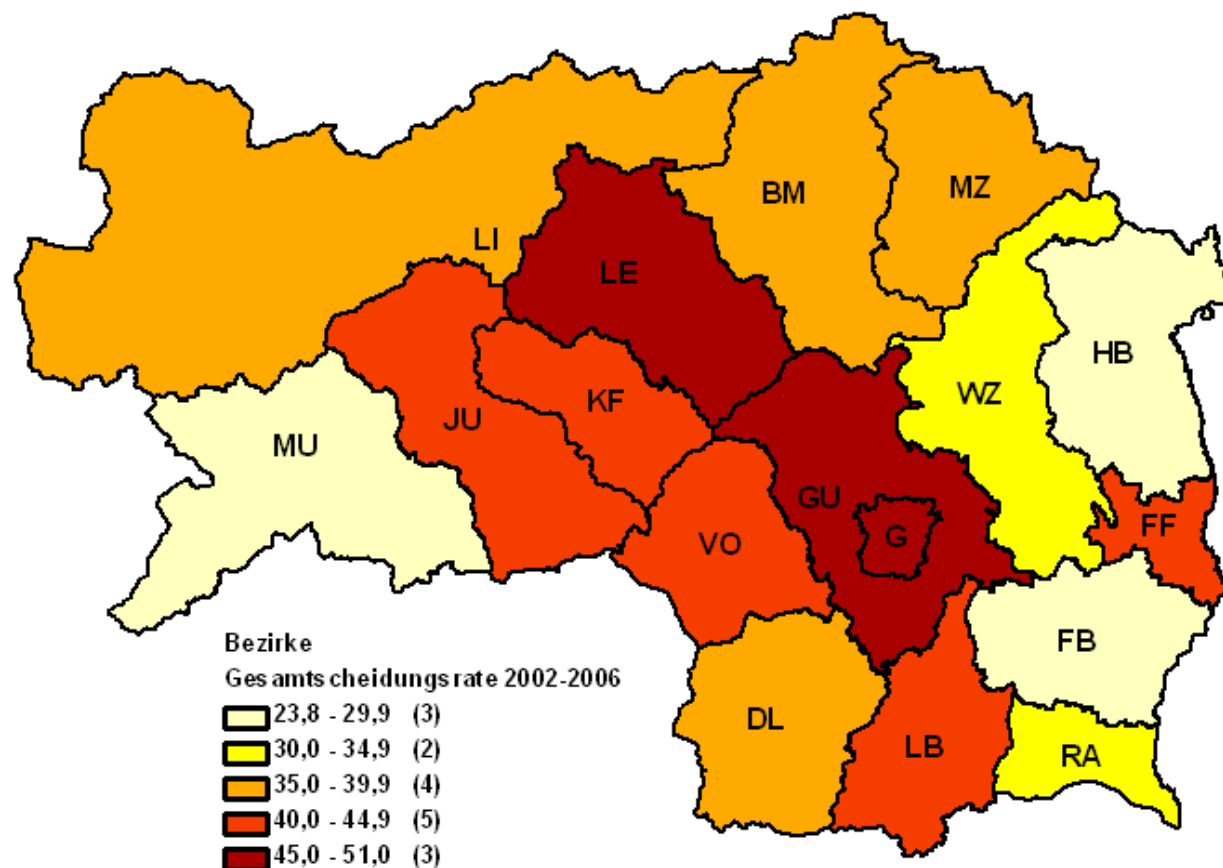 BM
MZ
LI
LE
HB
WZ
KF
JU
MU
GU
FF
VO
G
FB
DL
LB
RA
Bezirke
Gesamtscheidungsrate 2002-2006
23,8 - 29,9 (3)
30,0 - 34,9 (2)
35,0 - 39,9 (4)
40,0 - 44,9 (5)
45,0 - 51,0 (3)